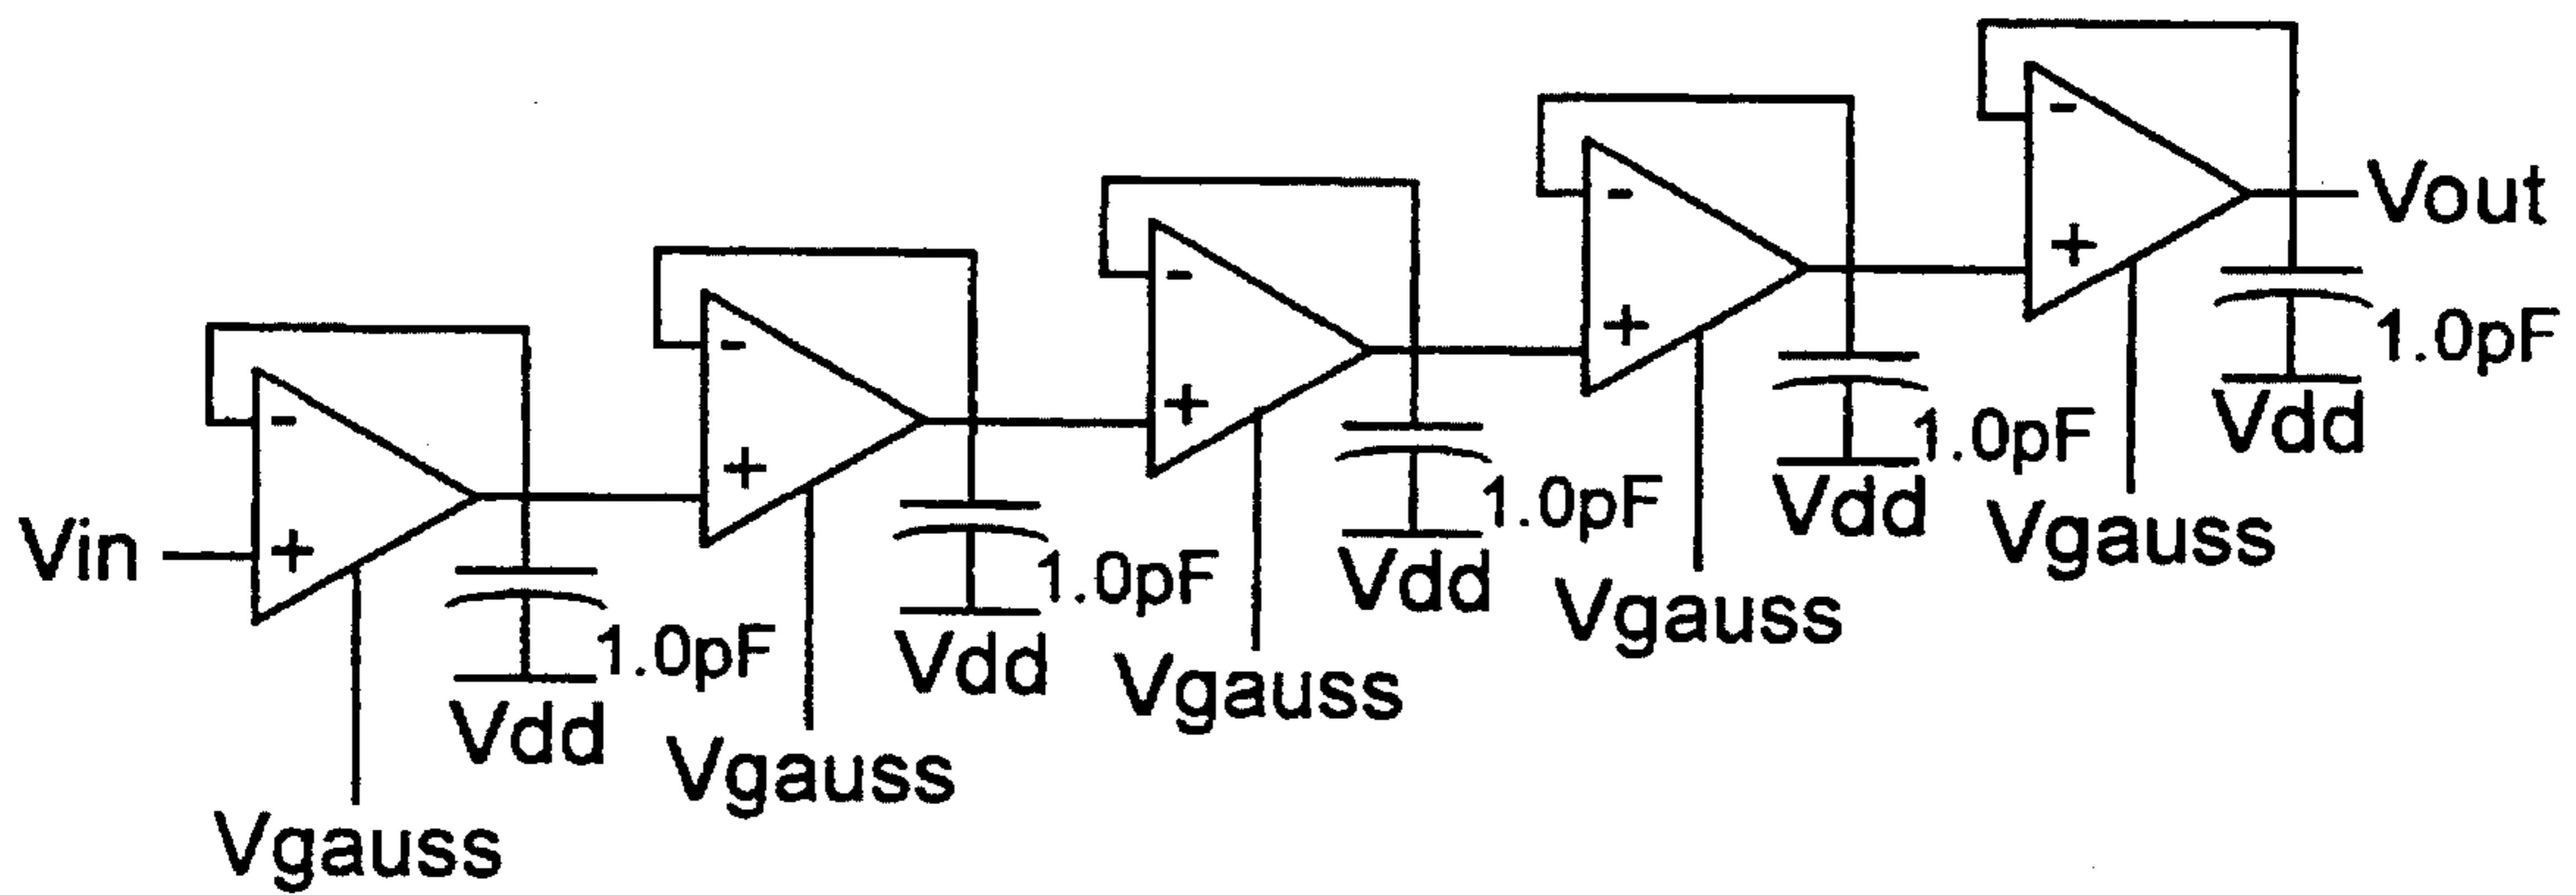 Vin
-
+
Vgauss
1.0pF
Vdd
-
+
Vgauss
1.0pF
Vdd
-
+
Vgauss
1.0pF
Vdd
-
+
Vgauss
1.0pF
Vdd
-
+
Vgauss
1.0pF
Vdd
Vout